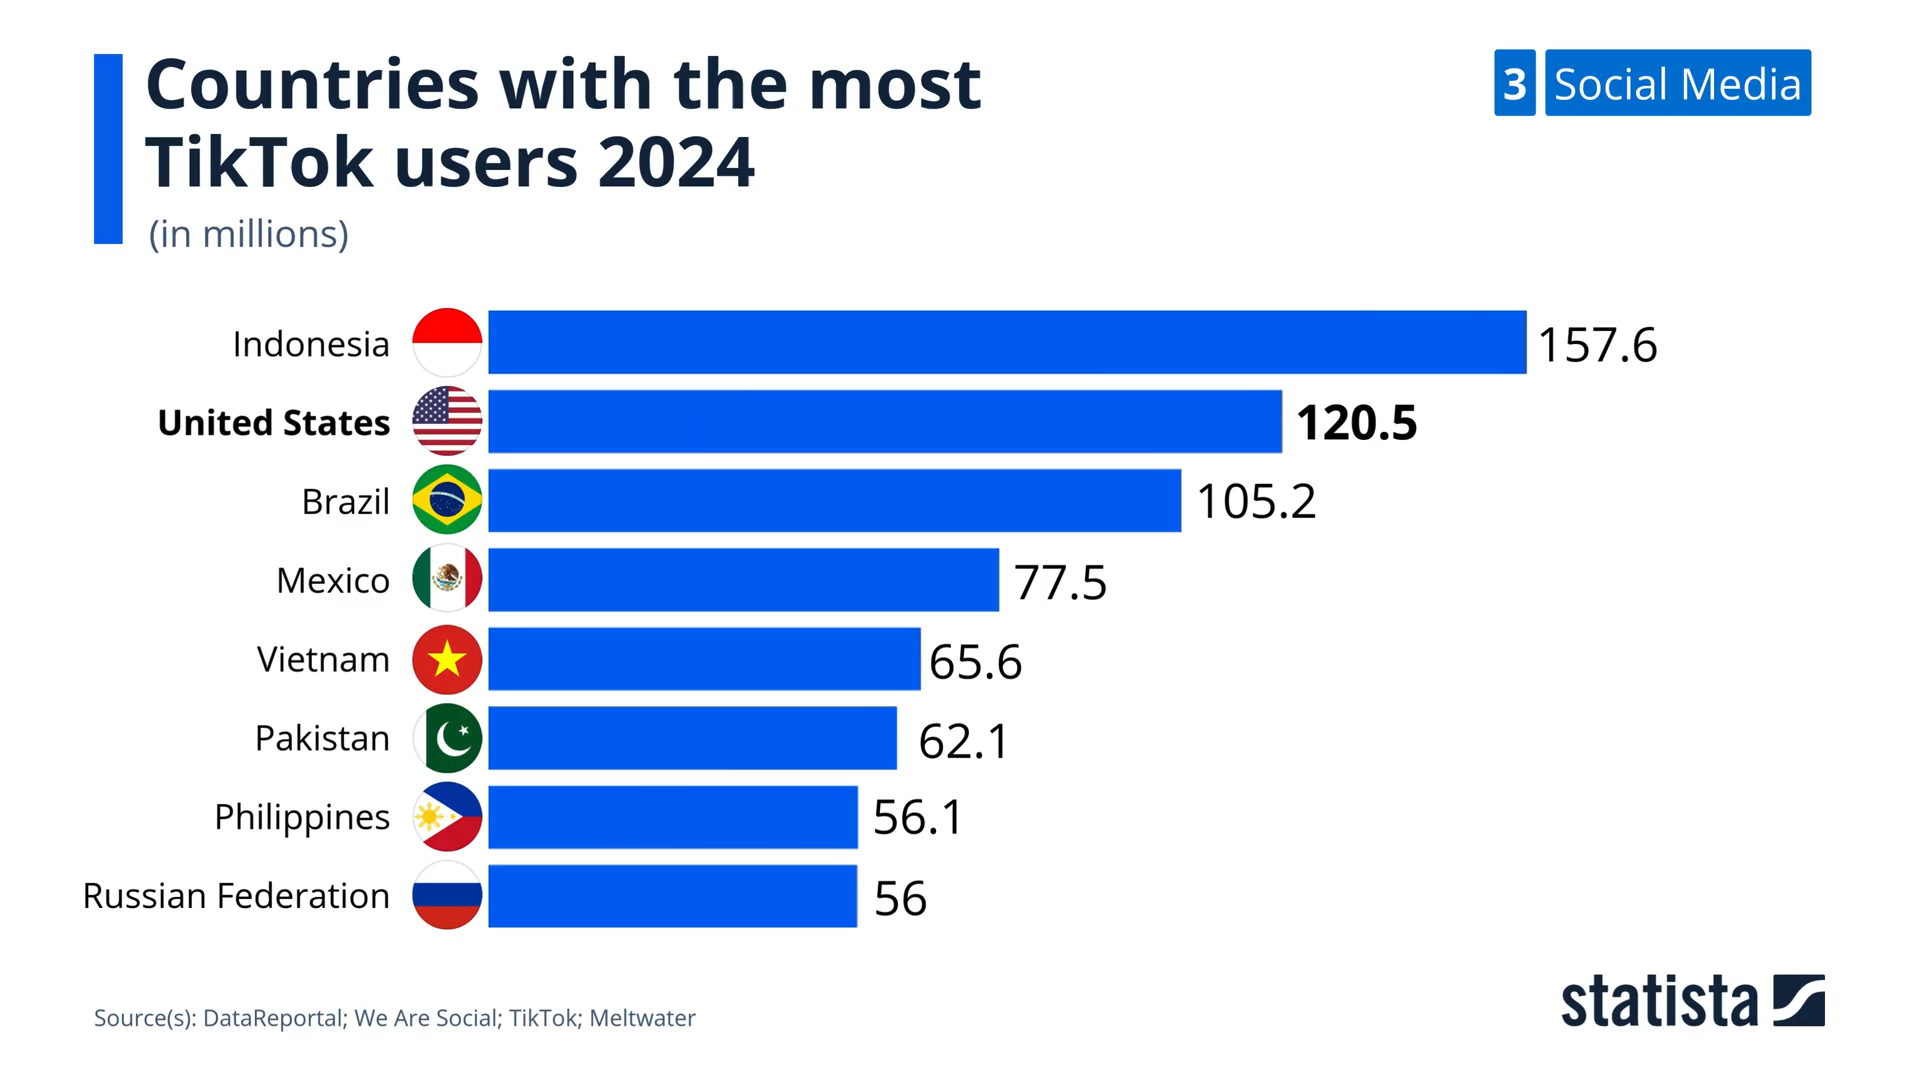 Countries with the most
TikTok users 2024
(in millions)
3 Social Media
Indonesia 157.6
United States 120.5
Brazil 105.2
Mexico 77.5
Vietnam 65.6
Pakistan 62.1
Philippines 56.1
Russian Federation 56
Source(s): DataReportal; We Are Social; TikTok; Meltwater
statista